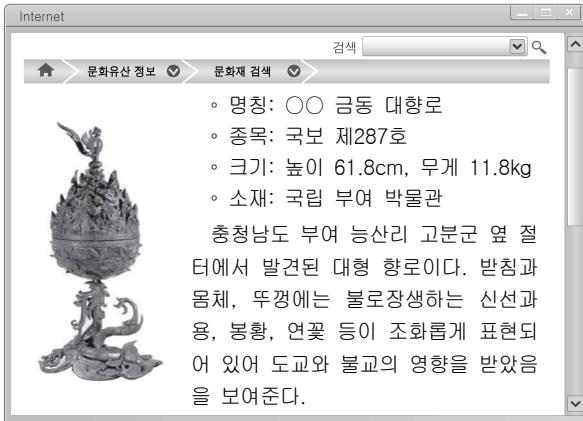 Internet
검색
문화유산 정보
문화재 검색
◦ 명칭: ○○ 금동 대향로
◦ 종목: 국보 제287호
◦ 크기: 높이 61.8cm, 무게 11.8kg
◦ 소재: 국립 부여 박물관
충청남도 부여 능산리 고분군 옆 절
터에서 발견된 대형 향로이다. 받침과
몸체, 뚜껑에는 불로장생하는 신선과
용, 봉황, 연꽃 등이 조화롭게 표현되
어 있어 도교와 불교의 영향을 받았음
을 보여준다.